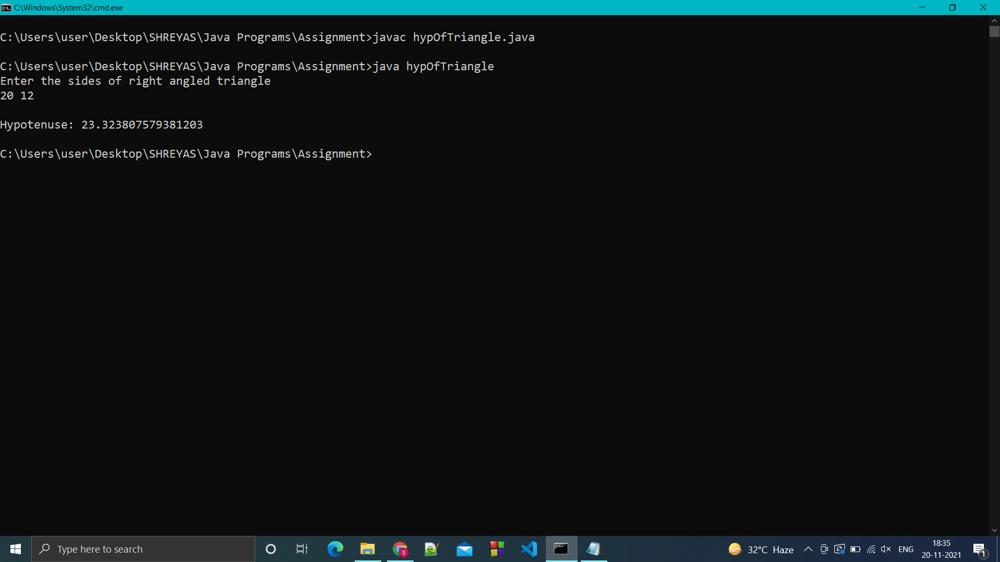 C:\Windows\System32\cmd.exe
C:\Users\user\Desktop\SHREYAS\Java Programs\Assignment>javac hypOfTriangle.java
C:\Users\user\Desktop\SHREYAS\Java Programs\Assignment>java hypOfTriangle
Enter the sides of right angled triangle
20 12
Hypotenuse: 23.323807579381203
C:\Users\user\Desktop\SHREYAS\Java Programs\Assignment>
Type here to search
32°C Haze
ENG
18:35
20-11-2021
1